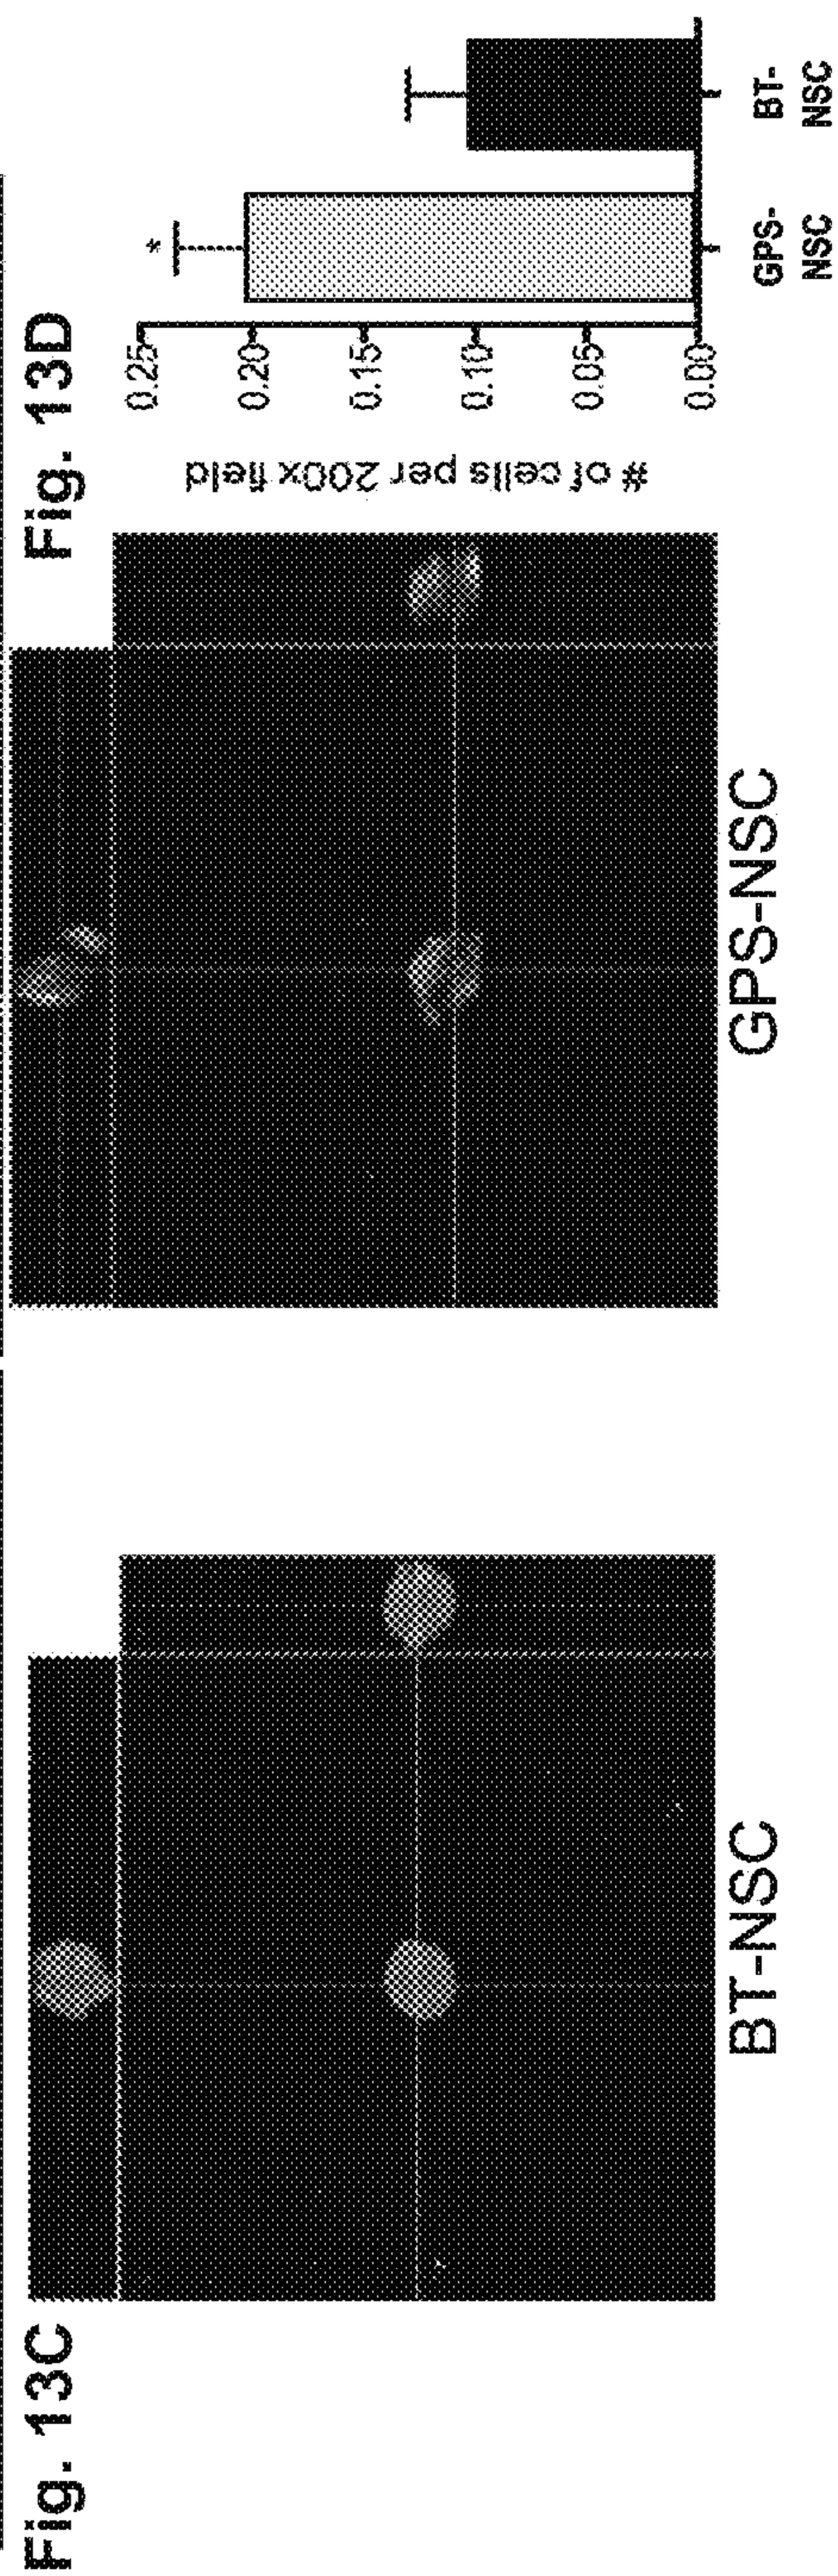 Fig. 13C
BT-NSC
GPS-NSC
Fig. 13D
# of cells per 200x field
0.25
0.20
0.15
0.10
0.05
0.00
*
GPS-
NSC
BT-
NSC